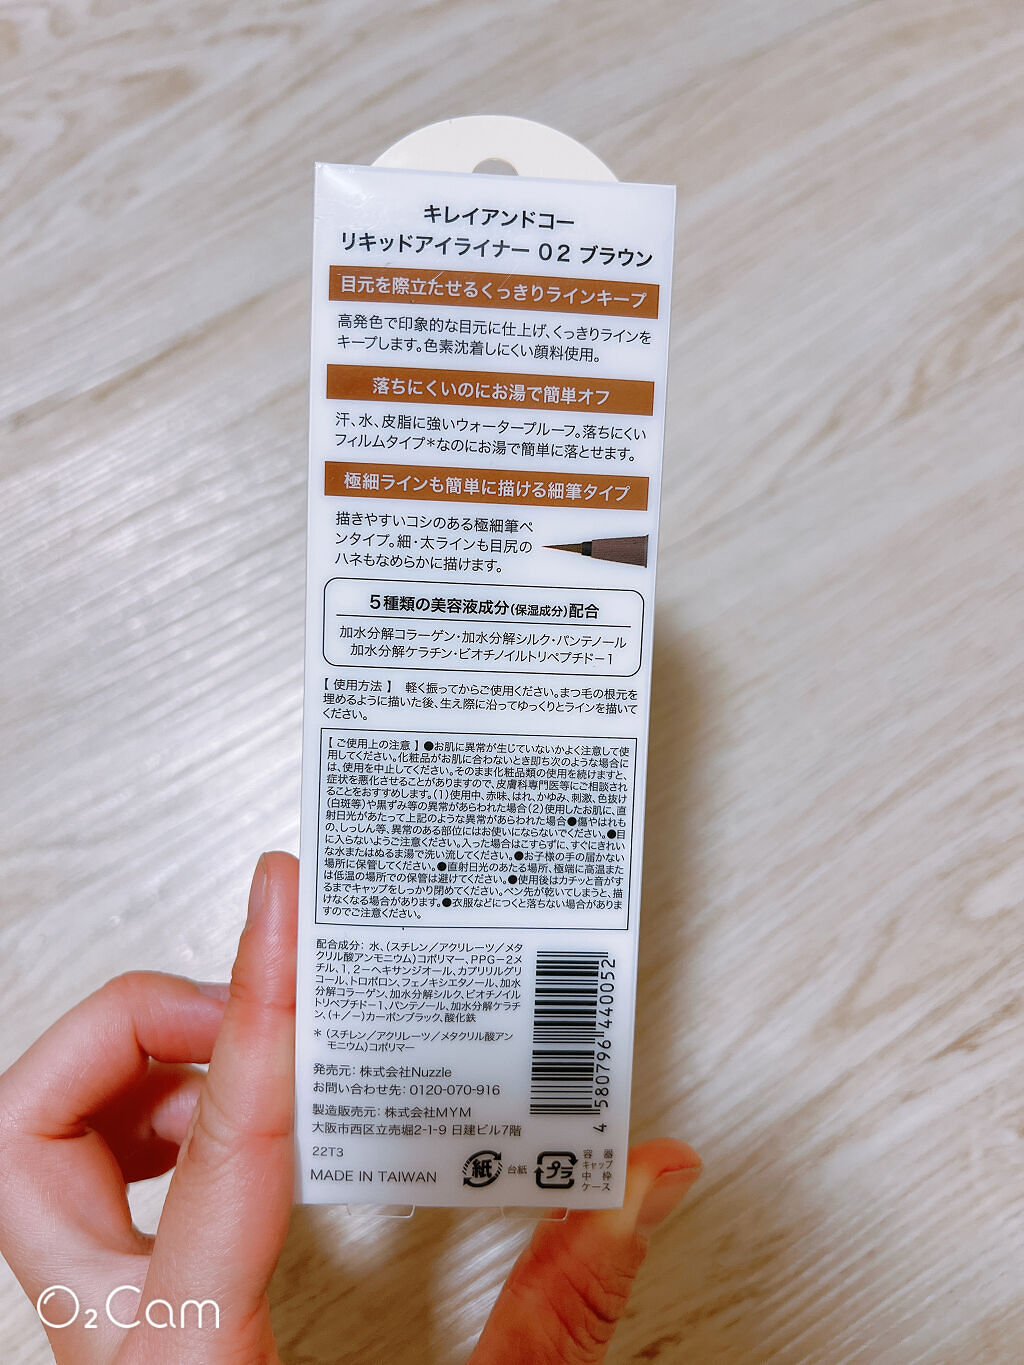 キレイアンドコー
リキッドアイライナー 02 ブラウン
目元を際立たせるくっきりラインキープ
高発色で印象的な目元に仕上げ、くっきりラインを
キープします。色素沈着しにくい顔料使用。
落ちにくいのにお湯で簡単オフ
汗、水、皮脂に強いウォータープルーフ。落ちにくい
フィルムタイプ*なのにお湯で簡単に落とせます。
極細ラインも簡単に描ける細筆タイプ
描きやすいコシのある極細筆ペ
ンタイプ。細・太ラインも目尻の
ハネもなめらかに描けます。
5種類の美容液成分(保湿成分)配合
加水分解コラーゲン・加水分解シルク・パンテノール
加水分解ケラチン・ビオチノイルトリペプチド-1
【 使用方法 】 軽く振ってからご使用ください。まつ毛の根元を
埋めるように描いた後、生え際に沿ってゆっくりとラインを描いて
ください。
【 ご使用上の注意 】●お肌に異常が生じていないかよく注意して使
用してください。化粧品がお肌に合わないとき即ち次のような場合に
は、使用を中止してください。そのまま化粧品類の使用を続けますと、
症状を悪化させることがありますので、皮膚科専門医等にご相談され
ることをおすすめします。(1)使用中、赤味、はれ、かゆみ、刺激、色抜け
(白斑等)や黒ずみ等の異常があらわれた場合(2)使用したお肌に、直
射日光があたって上記のような異常があらわれた場合●傷やはれも
の、しっしん等、異常のある部位にはお使いにならないでください。●目
に入らないようご注意ください。入った場合はこすらずに、すぐにきれい
な水またはぬるま湯で洗い流してください。●お子様の手の届かない
場所に保管してください。●直射日光のあたる場所、極端に高温また
は低温の場所での保管は避けてください。●使用後はカチッと音がす
るまでキャップをしっかり閉めてください。ペン先が乾いてしまうと、描
けなくなる場合があります。●衣服などにつくと落ちない場合がありま
すのでご注意ください。
配合成分: 水、(スチレン/アクリレーツ/メタ
クリル酸アンモニウム)コポリマー、PPG-2メ
チル、1,2-ヘキサンジオール、カプリリルグリ
コール、トロポロン、フェノキシエタノール、加水
分解コラーゲン、加水分解シルク、ビオチノイル
トリペプチド-1、パンテノール、加水分解ケラチ
ン、(+/-)カーボンブラック、酸化鉄
* (スチレン/アクリレーツ/メタクリル酸アン
モニウム)コポリマー
4 580796 440052
発売元: 株式会社Nuzzle
お問い合わせ先: 0120-070-916
製造販売元: 株式会社MYM
大阪市西区立売堀2-1-9 日建ビル7階
22T3
MADE IN TAIWAN
紙
台紙
プラ
容器
キャップ
中枠
ケース
O2Cam